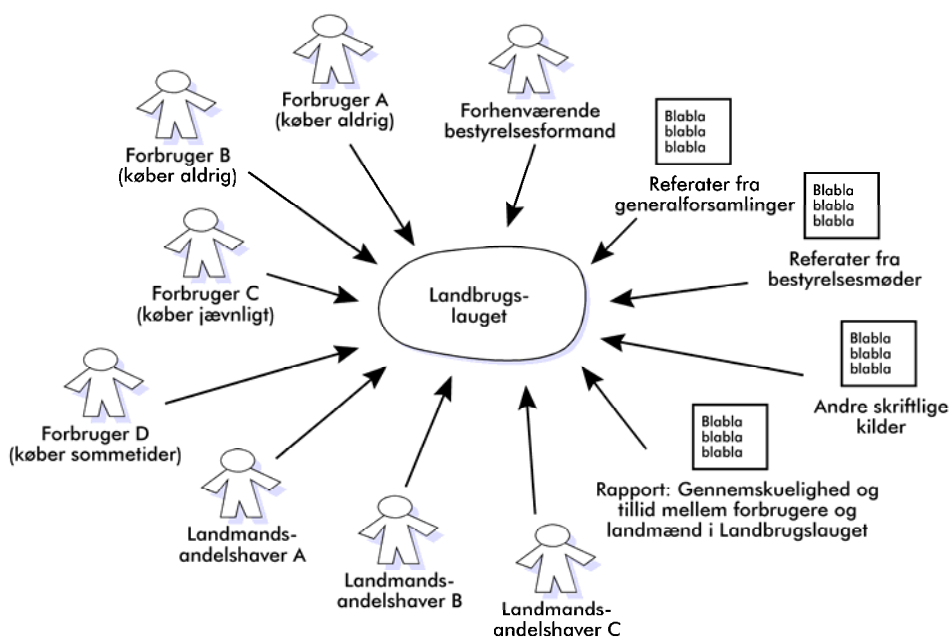 Forbruger A
(køber aldrig)
Forhenværende
bestyrelsesformand
Blabla
blabla
blabla
Referater fra
generalforsamlinger
Forbruger B
(køber aldrig)
Blabla
blabla
blabla
Referater fra
bestyrelsesmøder
Forbruger C
(køber jævnligt)
Landbrugs-
lauget
Blabla
blabla
blabla
Andre skriftlige
kilder
Forbruger D
(køber sommetider)
Blabla
blabla
blabla
Rapport: Gennemskuelighed og
tillid mellem forbrugere og
landmænd i Landbrugslauget
Landmands-
andelshaver A
Landmands-
andelshaver B
Landmands-
andelshaver C